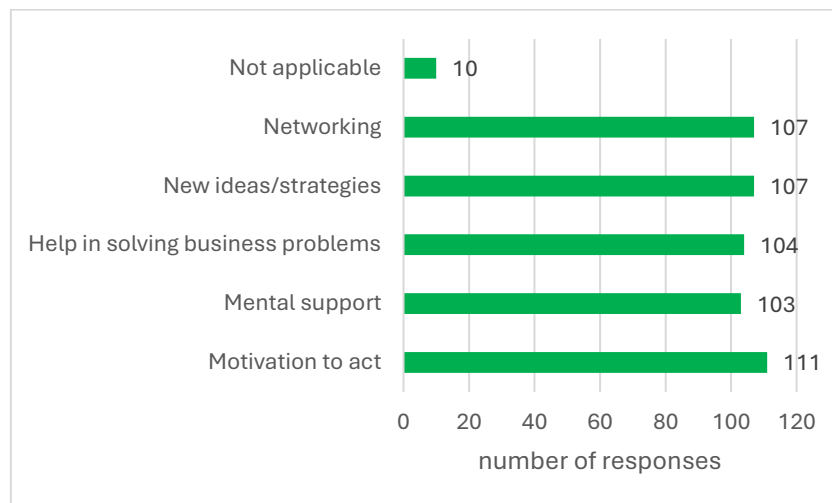 Not applicable 10
Networking 107
New ideas/strategies 107
Help in solving business problems 104
Mental support 103
Motivation to act 111
0 20 40 60 80 100 120
number of responses